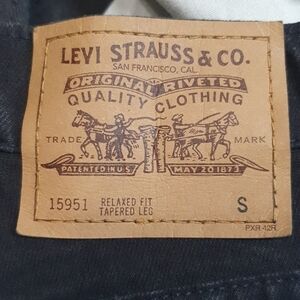 LEVI STRAUSS & CO.
SAN FRANCISCO, CAL.
ORIGINAL RIVETED
QUALITY CLOTHING
TRADE MARK
PATENTED IN U.S. MAY 20 1873
15951 RELAXED FIT S
TAPERED LEG
PXR-42R